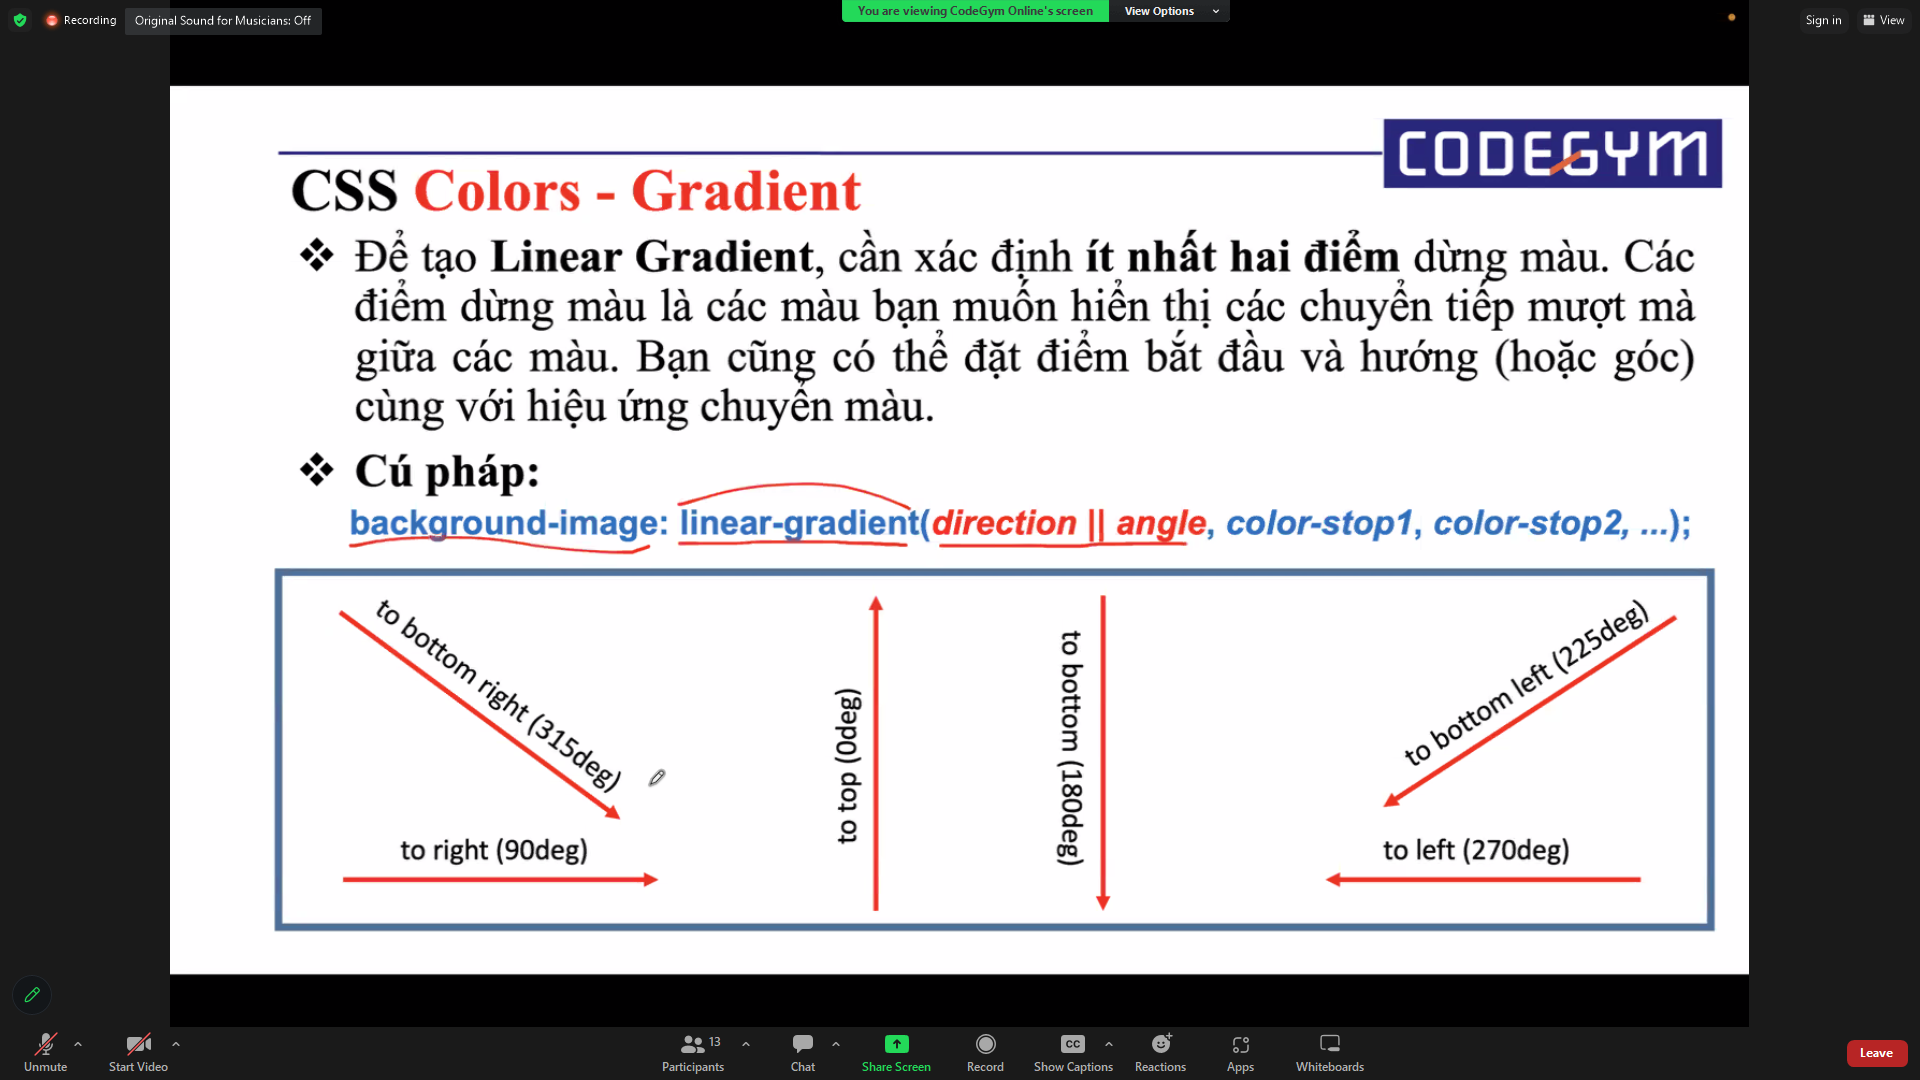 Recording
Original Sound for Musicians: Off
You are viewing CodeGym Online's screen
View Options
Sign in
View
CODEGYM
CSS Colors - Gradient
❖ Để tạo Linear Gradient, cần xác định ít nhất hai điểm dừng màu. Các
điểm dừng màu là các màu bạn muốn hiển thị các chuyển tiếp mượt mà
giữa các màu. Bạn cũng có thể đặt điểm bắt đầu và hướng (hoặc góc)
cùng với hiệu ứng chuyển màu.
❖ Cú pháp:
background-image: linear-gradient(direction || angle, color-stop1, color-stop2, ...);
to bottom right (315deg)
to right (90deg)
to top (0deg)
to bottom (180deg)
to bottom left (225deg)
to left (270deg)
Unmute
Start Video
13
Participants
Chat
Share Screen
Record
CC
Show Captions
Reactions
Apps
Whiteboards
Leave